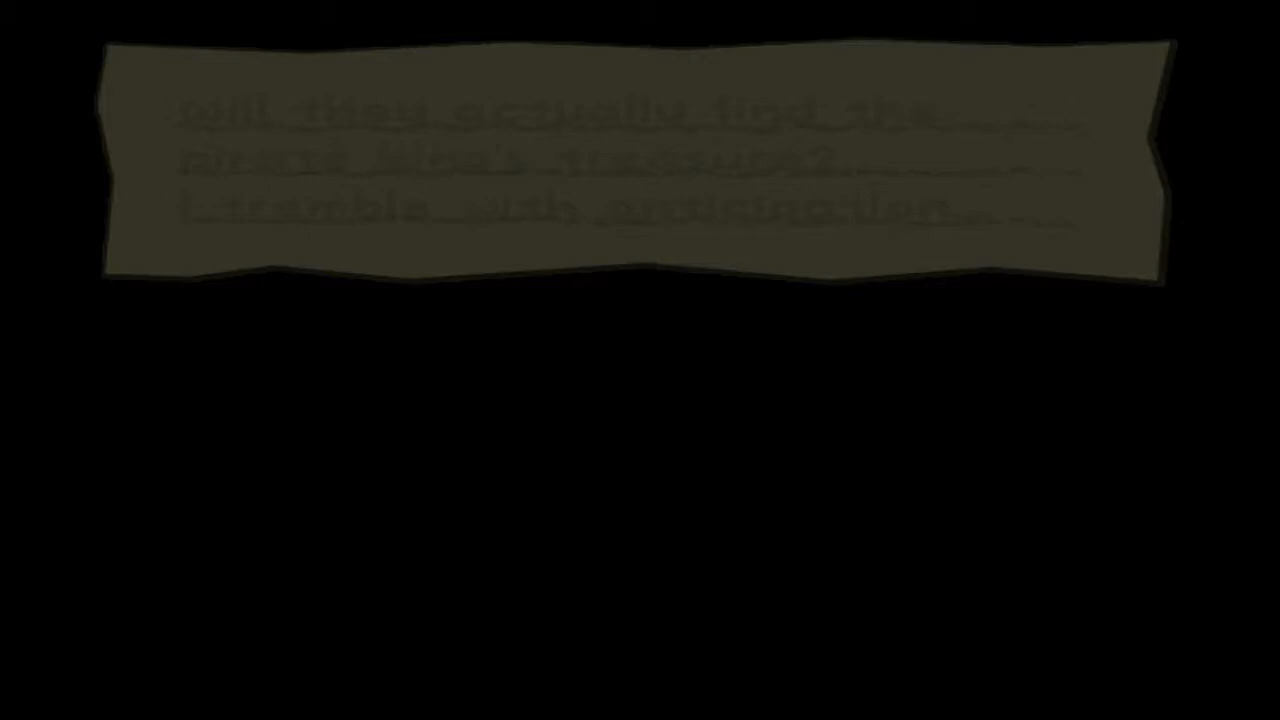 will they actually find the
pirate king's treasure?
I tremble with anticipation